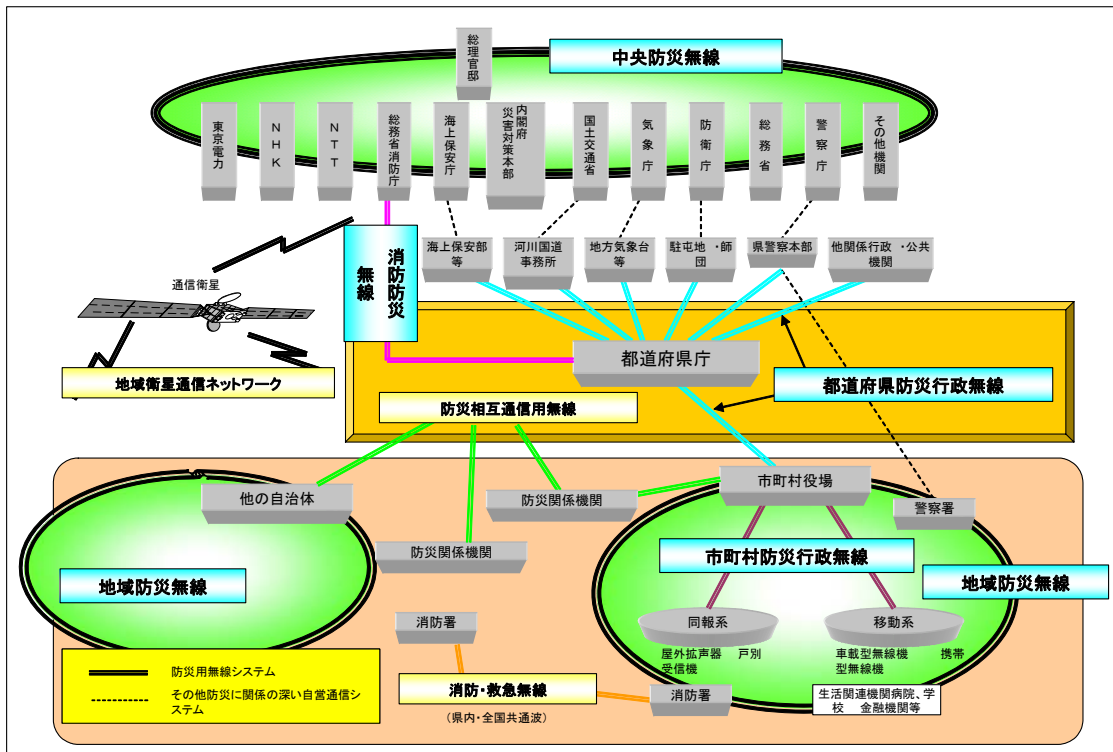 総理官邸
中央防災無線
東京電力
NHK
NTT
総務省消防庁
海上保安庁
内閣府
災害対策本部
国土交通省
気象庁
防衛庁
総務省
警察庁
その他機関
消防防災
無線
海上保安部
等
河川国道
事務所
地方気象台
等
駐屯地 ・師
団
県警察本部
他関係行政 ・公共
機関
通信衛星
地域衛星通信ネットワーク
都道府県庁
都道府県防災行政無線
防災相互通信用無線
他の自治体
防災関係機関
市町村役場
警察署
防災関係機関
市町村防災行政無線
地域防災無線
地域防災無線
消防署
同報系
移動系
屋外拡声器 戸別
受信機
車載型無線機 携帯
型無線機
防災用無線システム
その他防災に関係の深い自営通信シ
ステム
消防・救急無線
(県内・全国共通波)
消防署
生活関連機関病院、学
校 金融機関等